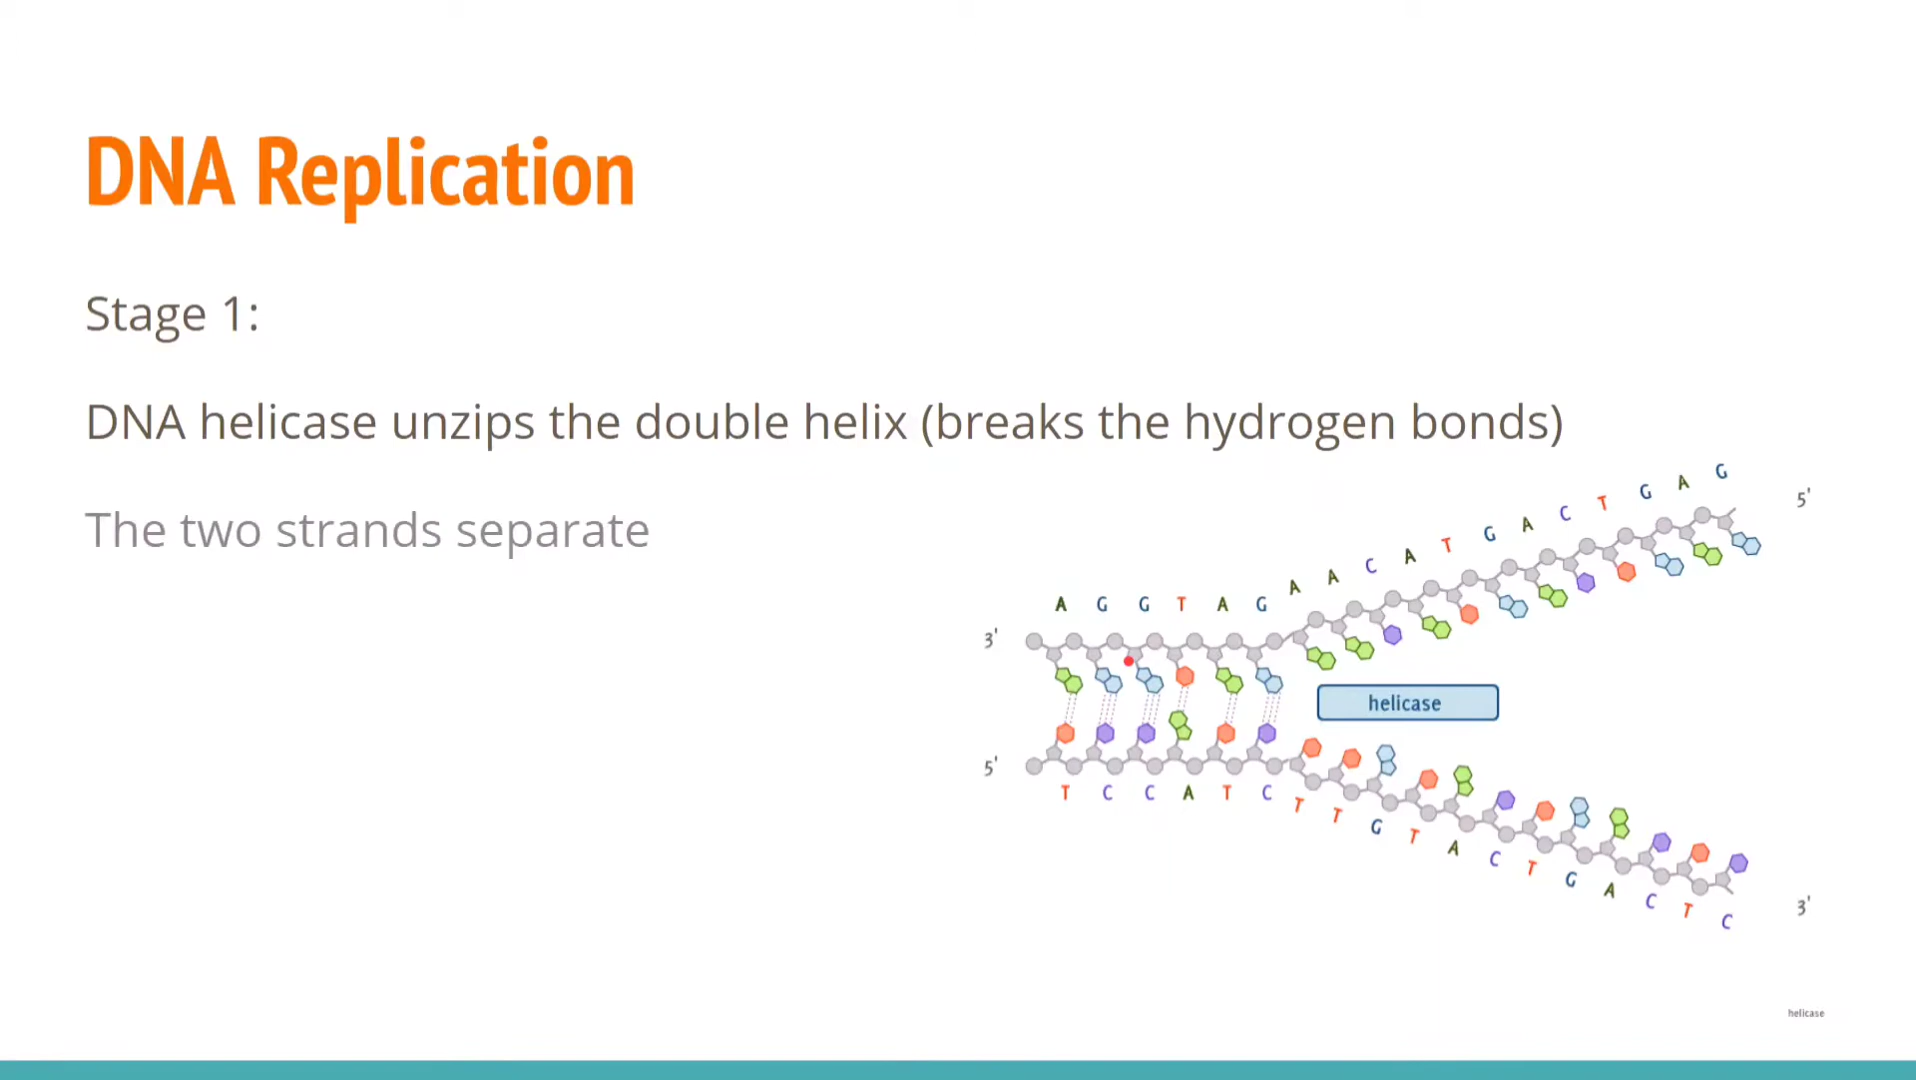 DNA Replication
Stage 1:
DNA helicase unzips the double helix (breaks the hydrogen bonds)
The two strands separate
A G G T A G A A C A T G A C T G A G
5'
3'
helicase
5'
T C C A T C T T G T A C T G A C T C
3'
helicase